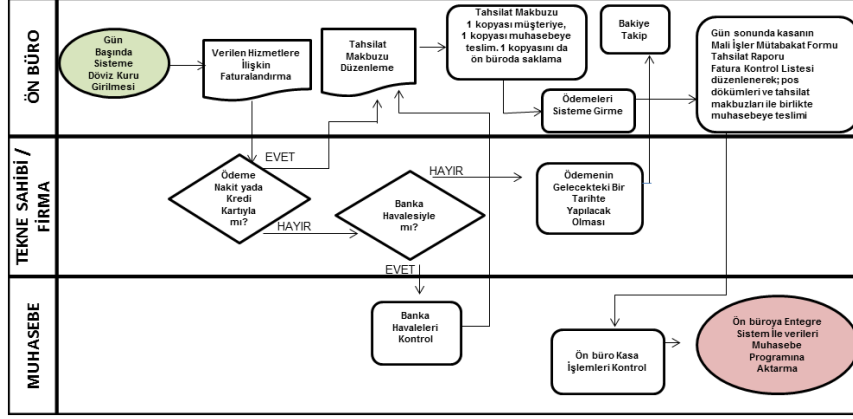 ÖN BÜRO
Gün
Başında
Sisteme
Döviz Kuru
Girilmesi
Verilen Hizmetlere
İlişkin
Faturalandırma
Tahsilat
Makbuzu
Düzenleme
Tahsilat Makbuzu
1 kopyası müşteriye,
1 kopyası muhasebeye
teslim. 1 kopyasını da
ön büroda saklama
Ödemeleri
Sisteme Girme
Bakiye
Takip
Gün sonunda kasanın
Mali İşler Mütabakat Formu
Tahsilat Raporu
Fatura Kontrol Listesi
düzenlenerek; pos
dökümleri ve tahsilat
makbuzları ile birlikte
muhasebeye teslimi
TEKNE SAHİBİ /
FİRMA
Ödeme
Nakit yada
Kredi
Kartıyla
mı?
EVET
HAYIR
Banka
Havalesiyle
mı?
HAYIR
EVET
Ödemenin
Gelecekteki Bir
Tarihte
Yapılacak
Olması
MUHASEBE
Banka
Havaleleri
Kontrol
Ön büro Kasa
İşlemleri Kontrol
Ön büroya Entegre
Sistem İle verileri
Muhasebe
Programına
Aktarma